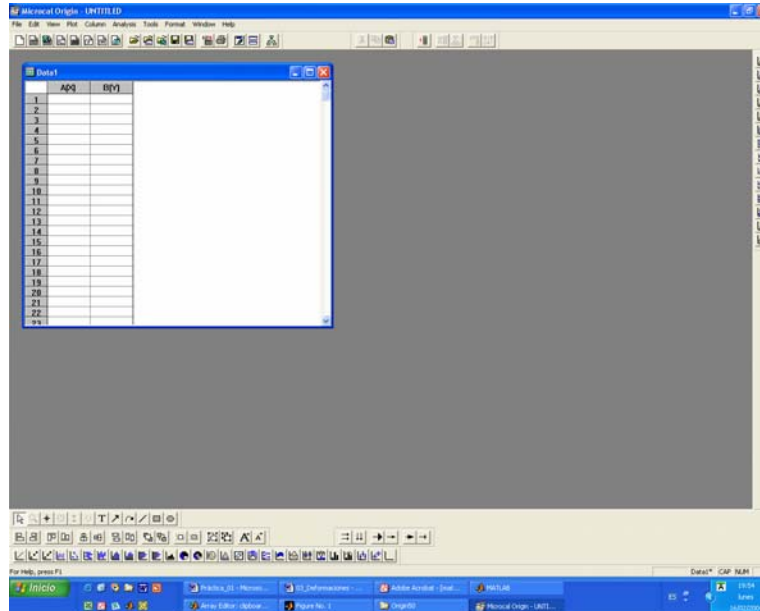 Microcal Origin - UNTITLED
File Edit View Plot Column Analysis Tools Format Window Help
Data1
A[X] B[Y]
1
2
3
4
5
6
7
8
9
10
11
12
13
14
15
16
17
18
19
20
21
22
23
For Help, press F1
Data1* CAP NUM
Inicio
Práctica_01 - Microso...
03_Deformaciones - ...
Adobe Acrobat - [mat...
MATLAB
19:54
Array Editor: clipboar...
Figure No. 1
Origin50
Microcal Origin - UNTI...
ES
lunes